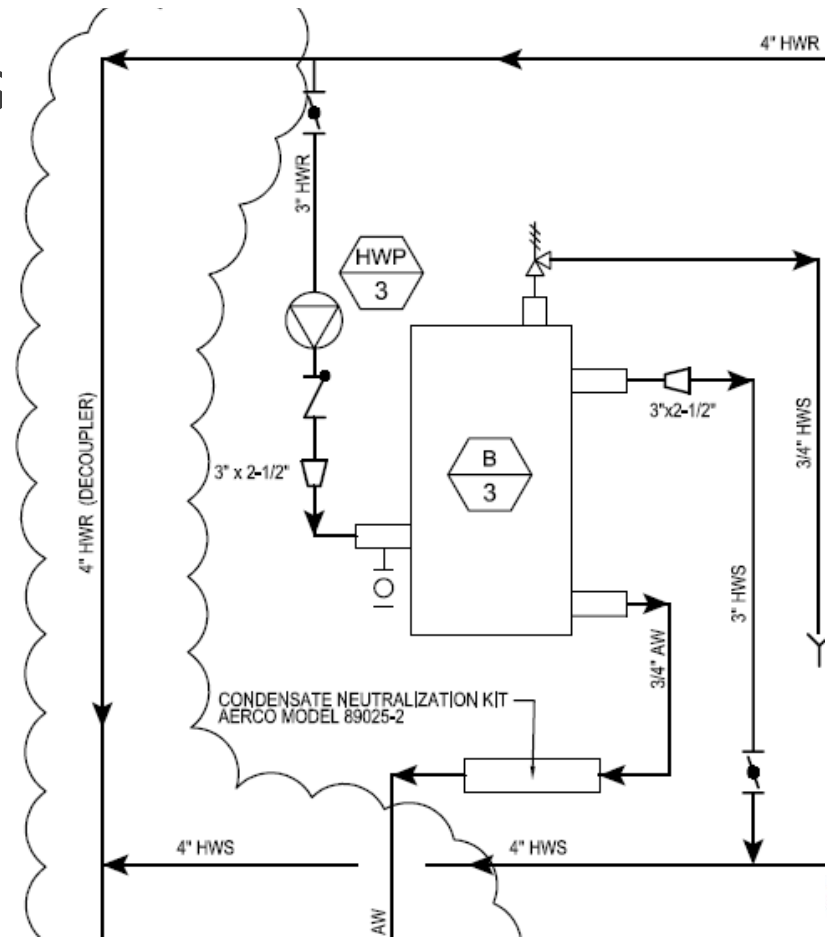 4" HWR
3" HWR
HWP
3
3"x2-1/2"
3/4" HWS
4" HWR (DECOUPLER)
3" x 2-1/2"
B
3
3" HWS
3/4" AW
CONDENSATE NEUTRALIZATION KIT
AERCO MODEL 89025-2
4" HWS
4" HWS
AW